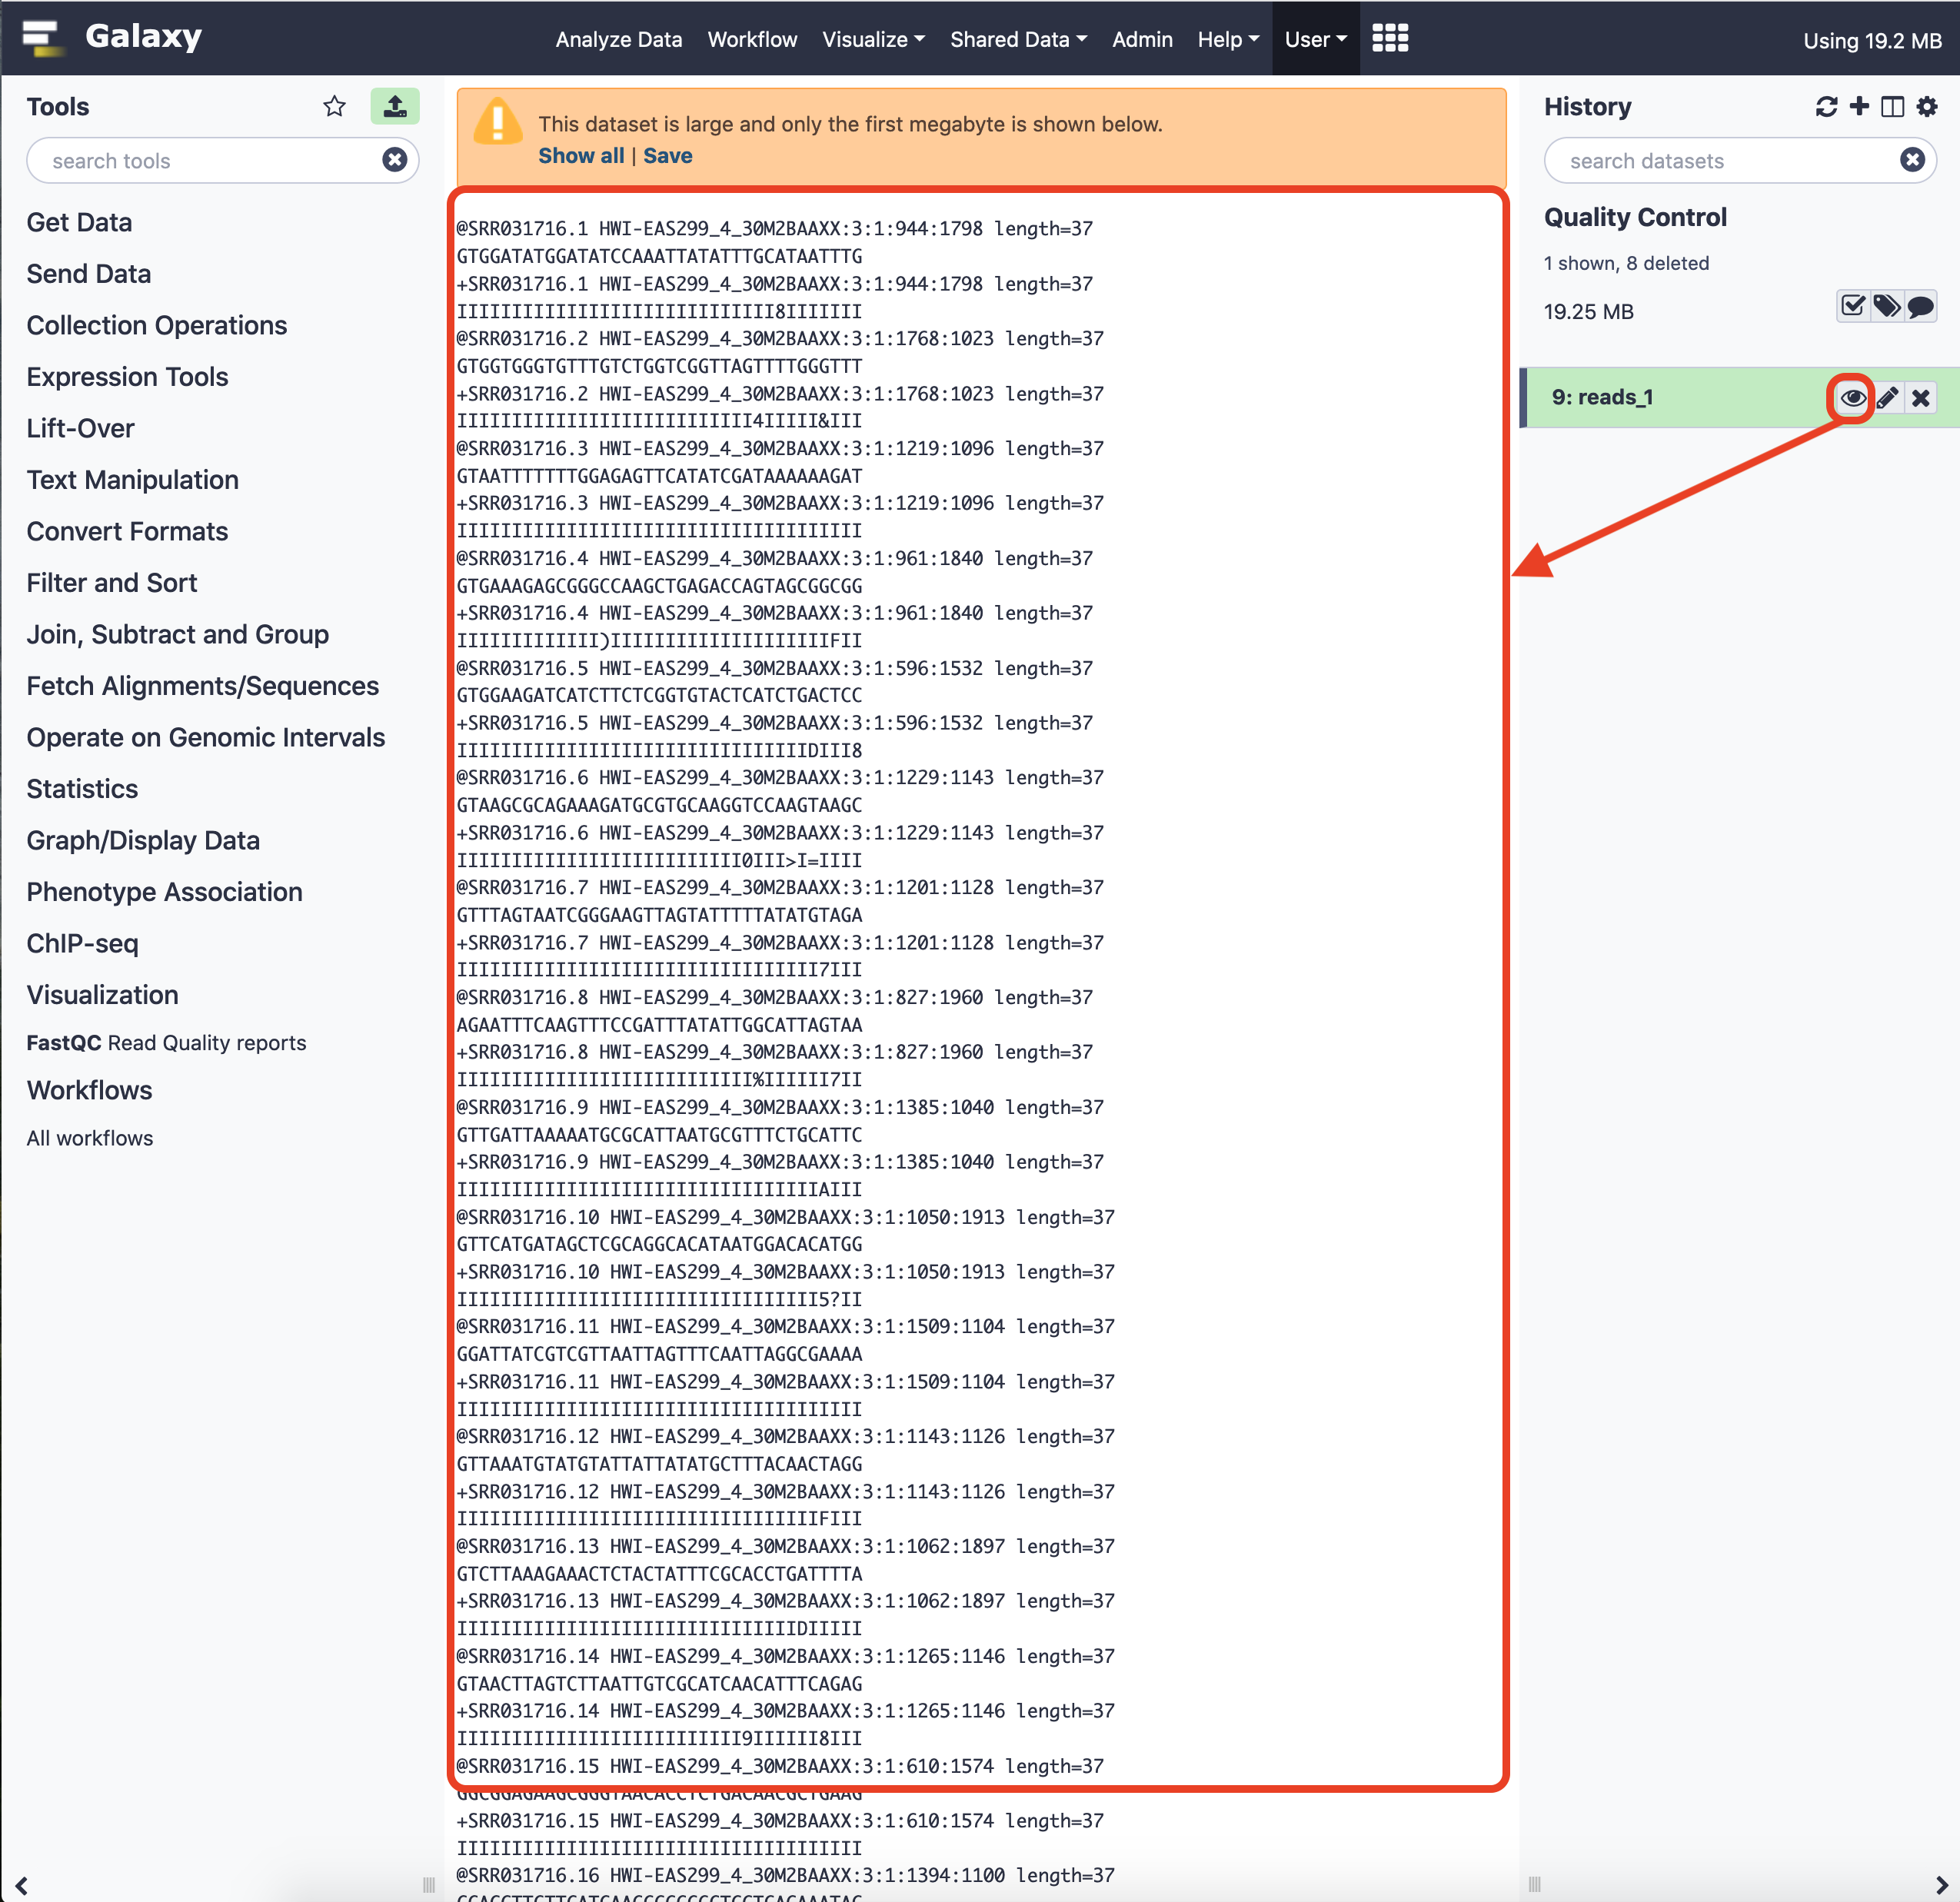 Galaxy
Analyze Data Workflow Visualize Shared Data Admin Help User
Using 19.2 MB
Tools
search tools
Get Data
Send Data
Collection Operations
Expression Tools
Lift-Over
Text Manipulation
Convert Formats
Filter and Sort
Join, Subtract and Group
Fetch Alignments/Sequences
Operate on Genomic Intervals
Statistics
Graph/Display Data
Phenotype Association
ChIP-seq
Visualization
FastQC Read Quality reports
Workflows
All workflows
This dataset is large and only the first megabyte is shown below.
Show all | Save
@SRR031716.1 HWI-EAS299_4_30M2BAAXX:3:1:944:1798 length=37
GTGGATATGGATATCCAAATTATATTTGCATAATTTG
+SRR031716.1 HWI-EAS299_4_30M2BAAXX:3:1:944:1798 length=37
IIIIIIIIIIIIIIIIIIIIIIIIIIIII8IIIIIII
@SRR031716.2 HWI-EAS299_4_30M2BAAXX:3:1:1768:1023 length=37
GTGGTGGGTGTTTGTCTGGTCGGTTAGTTTTGGGTTT
+SRR031716.2 HWI-EAS299_4_30M2BAAXX:3:1:1768:1023 length=37
IIIIIIIIIIIIIIIIIIIIIIIIIII4IIIII&III
@SRR031716.3 HWI-EAS299_4_30M2BAAXX:3:1:1219:1096 length=37
GTAATTTTTTTGGAGAGTTCATATCGATAAAAAAGAT
+SRR031716.3 HWI-EAS299_4_30M2BAAXX:3:1:1219:1096 length=37
IIIIIIIIIIIIIIIIIIIIIIIIIIIIIIIIIIIII
@SRR031716.4 HWI-EAS299_4_30M2BAAXX:3:1:961:1840 length=37
GTGAAAGAGCGGGCCAAGCTGAGACCAGTAGCGGCGG
+SRR031716.4 HWI-EAS299_4_30M2BAAXX:3:1:961:1840 length=37
IIIIIIIIIIIII)IIIIIIIIIIIIIIIIIIIIFII
@SRR031716.5 HWI-EAS299_4_30M2BAAXX:3:1:596:1532 length=37
GTGGAAGATCATCTTCTCGGTGTACTCATCTGACTCC
+SRR031716.5 HWI-EAS299_4_30M2BAAXX:3:1:596:1532 length=37
IIIIIIIIIIIIIIIIIIIIIIIIIIIIIIIIDIII8
@SRR031716.6 HWI-EAS299_4_30M2BAAXX:3:1:1229:1143 length=37
GTAAGCGCAGAAAGATGCGTGCAAGGTCCAAGTAAGC
+SRR031716.6 HWI-EAS299_4_30M2BAAXX:3:1:1229:1143 length=37
IIIIIIIIIIIIIIIIIIIIIIIIII0III>I=IIII
@SRR031716.7 HWI-EAS299_4_30M2BAAXX:3:1:1201:1128 length=37
GTTTAGTAATCGGGAAGTTAGTATTTTTATATGTAGA
+SRR031716.7 HWI-EAS299_4_30M2BAAXX:3:1:1201:1128 length=37
IIIIIIIIIIIIIIIIIIIIIIIIIIIIIIIII7III
@SRR031716.8 HWI-EAS299_4_30M2BAAXX:3:1:827:1960 length=37
AGAATTTCAAGTTTCCGATTTATATTGGCATTAGTAA
+SRR031716.8 HWI-EAS299_4_30M2BAAXX:3:1:827:1960 length=37
IIIIIIIIIIIIIIIIIIIIIIIIIII%IIIIII7II
@SRR031716.9 HWI-EAS299_4_30M2BAAXX:3:1:1385:1040 length=37
GTTGATTAAAAATGCGCATTAATGCGTTTCTGCATTC
+SRR031716.9 HWI-EAS299_4_30M2BAAXX:3:1:1385:1040 length=37
IIIIIIIIIIIIIIIIIIIIIIIIIIIIIIIIIAIII
@SRR031716.10 HWI-EAS299_4_30M2BAAXX:3:1:1050:1913 length=37
GTTCATGATAGCTCGCAGGCACATAATGGACACATGG
+SRR031716.10 HWI-EAS299_4_30M2BAAXX:3:1:1050:1913 length=37
IIIIIIIIIIIIIIIIIIIIIIIIIIIIIIIII5?II
@SRR031716.11 HWI-EAS299_4_30M2BAAXX:3:1:1509:1104 length=37
GGATTATCGTCGTTAATTAGTTTCAATTAGGCGAAAA
+SRR031716.11 HWI-EAS299_4_30M2BAAXX:3:1:1509:1104 length=37
IIIIIIIIIIIIIIIIIIIIIIIIIIIIIIIIIIIII
@SRR031716.12 HWI-EAS299_4_30M2BAAXX:3:1:1143:1126 length=37
GTTAAATGTATGTATTATTATATGCTTTACAACTAGG
+SRR031716.12 HWI-EAS299_4_30M2BAAXX:3:1:1143:1126 length=37
IIIIIIIIIIIIIIIIIIIIIIIIIIIIIIIIIFIII
@SRR031716.13 HWI-EAS299_4_30M2BAAXX:3:1:1062:1897 length=37
GTCTTAAAGAAACTCTACTATTTCGCACCTGATTTTA
+SRR031716.13 HWI-EAS299_4_30M2BAAXX:3:1:1062:1897 length=37
IIIIIIIIIIIIIIIIIIIIIIIIIIIIIIIDIIIII
@SRR031716.14 HWI-EAS299_4_30M2BAAXX:3:1:1265:1146 length=37
GTAACTTAGTCTTAATTGTCGCATCAACATTTCAGAG
+SRR031716.14 HWI-EAS299_4_30M2BAAXX:3:1:1265:1146 length=37
IIIIIIIIIIIIIIIIIIIIIIIIII9IIIIII8III
@SRR031716.15 HWI-EAS299_4_30M2BAAXX:3:1:610:1574 length=37
+SRR031716.15 HWI-EAS299_4_30M2BAAXX:3:1:610:1574 length=37
IIIIIIIIIIIIIIIIIIIIIIIIIIIIIIIIIIIII
@SRR031716.16 HWI-EAS299_4_30M2BAAXX:3:1:1394:1100 length=37
History
search datasets
Quality Control
1 shown, 8 deleted
19.25 MB
9: reads_1